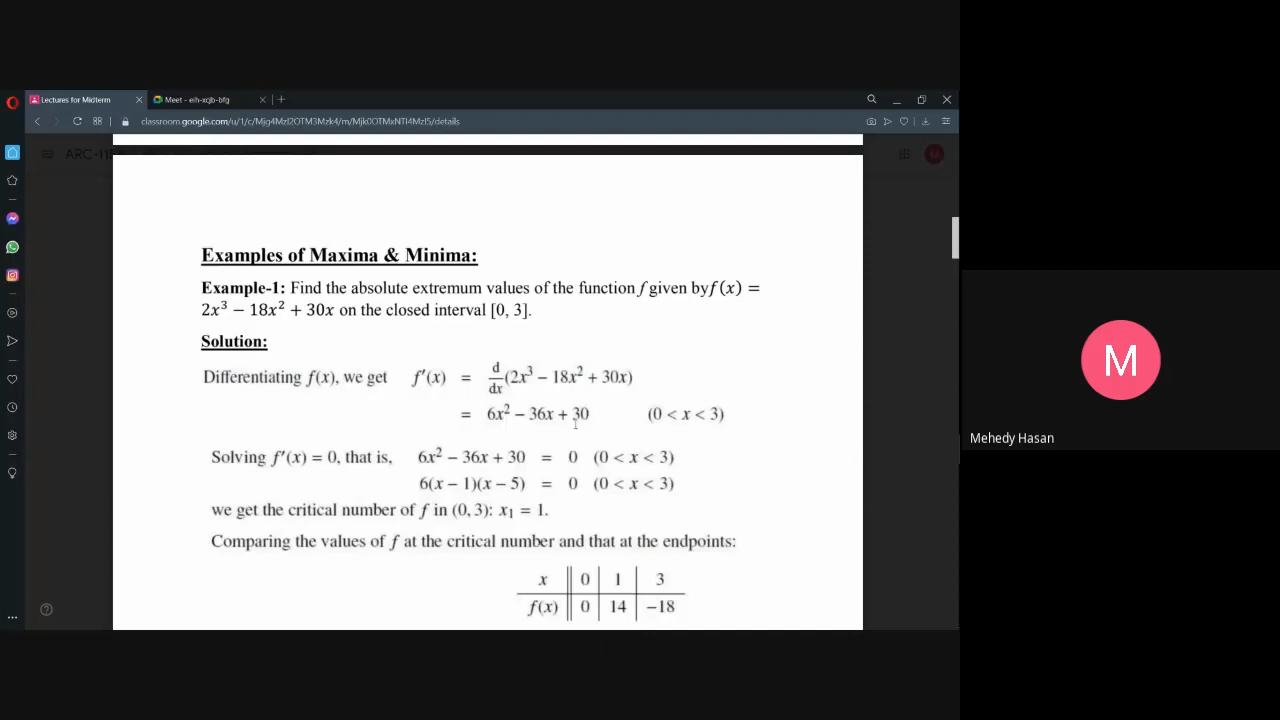 Lectures for Midterm
Meet - eih-xqjb-bfg
classroom.google.com/u/1/c/Mjg4MzI2OTM3Mzk4/m/Mjk0OTMxNTI4MzI5/details
Examples of Maxima & Minima:
Example-1: Find the absolute extremum values of the function f given byf(x) =
2x³ − 18x² + 30x on the closed interval [0, 3].
Solution:
Differentiating f(x), we get f′(x) = d/dx(2x³ − 18x² + 30x)
= 6x² − 36x + 30 (0 < x < 3)
Solving f′(x) = 0, that is, 6x² − 36x + 30 = 0 (0 < x < 3)
6(x − 1)(x − 5) = 0 (0 < x < 3)
we get the critical number of f in (0, 3): x₁ = 1.
Comparing the values of f at the critical number and that at the endpoints:
x 0 1 3
f(x) 0 14 −18
M
Mehedy Hasan